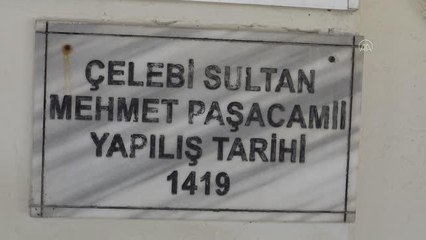 ÇELEBİ SULTAN
MEHMET PAŞACAMİİ
YAPILIŞ TARİHİ
1419